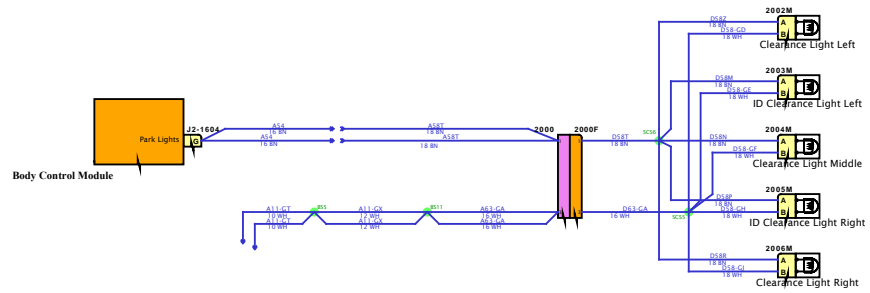 2002M
D58Z
18 BN
A
D58-GD
18 WH
B
Clearance Light Left
2003M
D58M
18 BN
A
D58-GE
18 WH
B
ID Clearance Light Left
J2-1604
A54
16 BN
A58T
18 BN
2000
2000F
SCS6
2004M
Park Lights
G
A54
16 BN
A58T
18 BN
D58T
18 BN
D58N
18 BN
A
D58-GF
18 WH
B
Clearance Light Middle
Body Control Module
2005M
D58P
18 BN
A
A11-GT
10 WH
BS5
A11-GX
12 WH
BS11
A63-GA
16 WH
D63-GA
16 WH
SCS5
D58-GH
18 WH
B
A11-GT
10 WH
A11-GX
12 WH
A63-GA
16 WH
ID Clearance Light Right
2006M
D58R
18 BN
A
D58-GJ
18 WH
B
Clearance Light Right